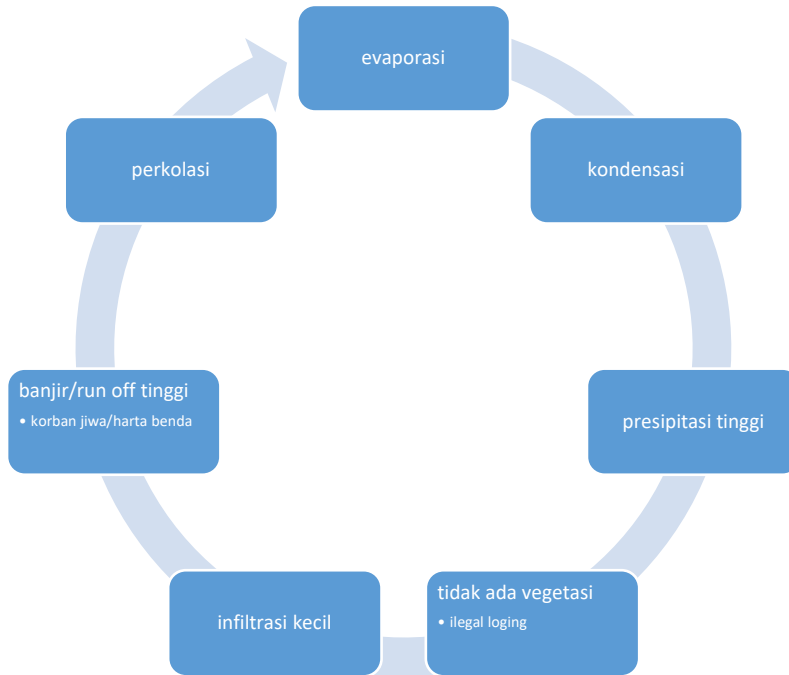 evaporasi
kondensasi
presipitasi tinggi
tidak ada vegetasi
• ilegal loging
infiltrasi kecil
banjir/run off tinggi
• korban jiwa/harta benda
perkolasi